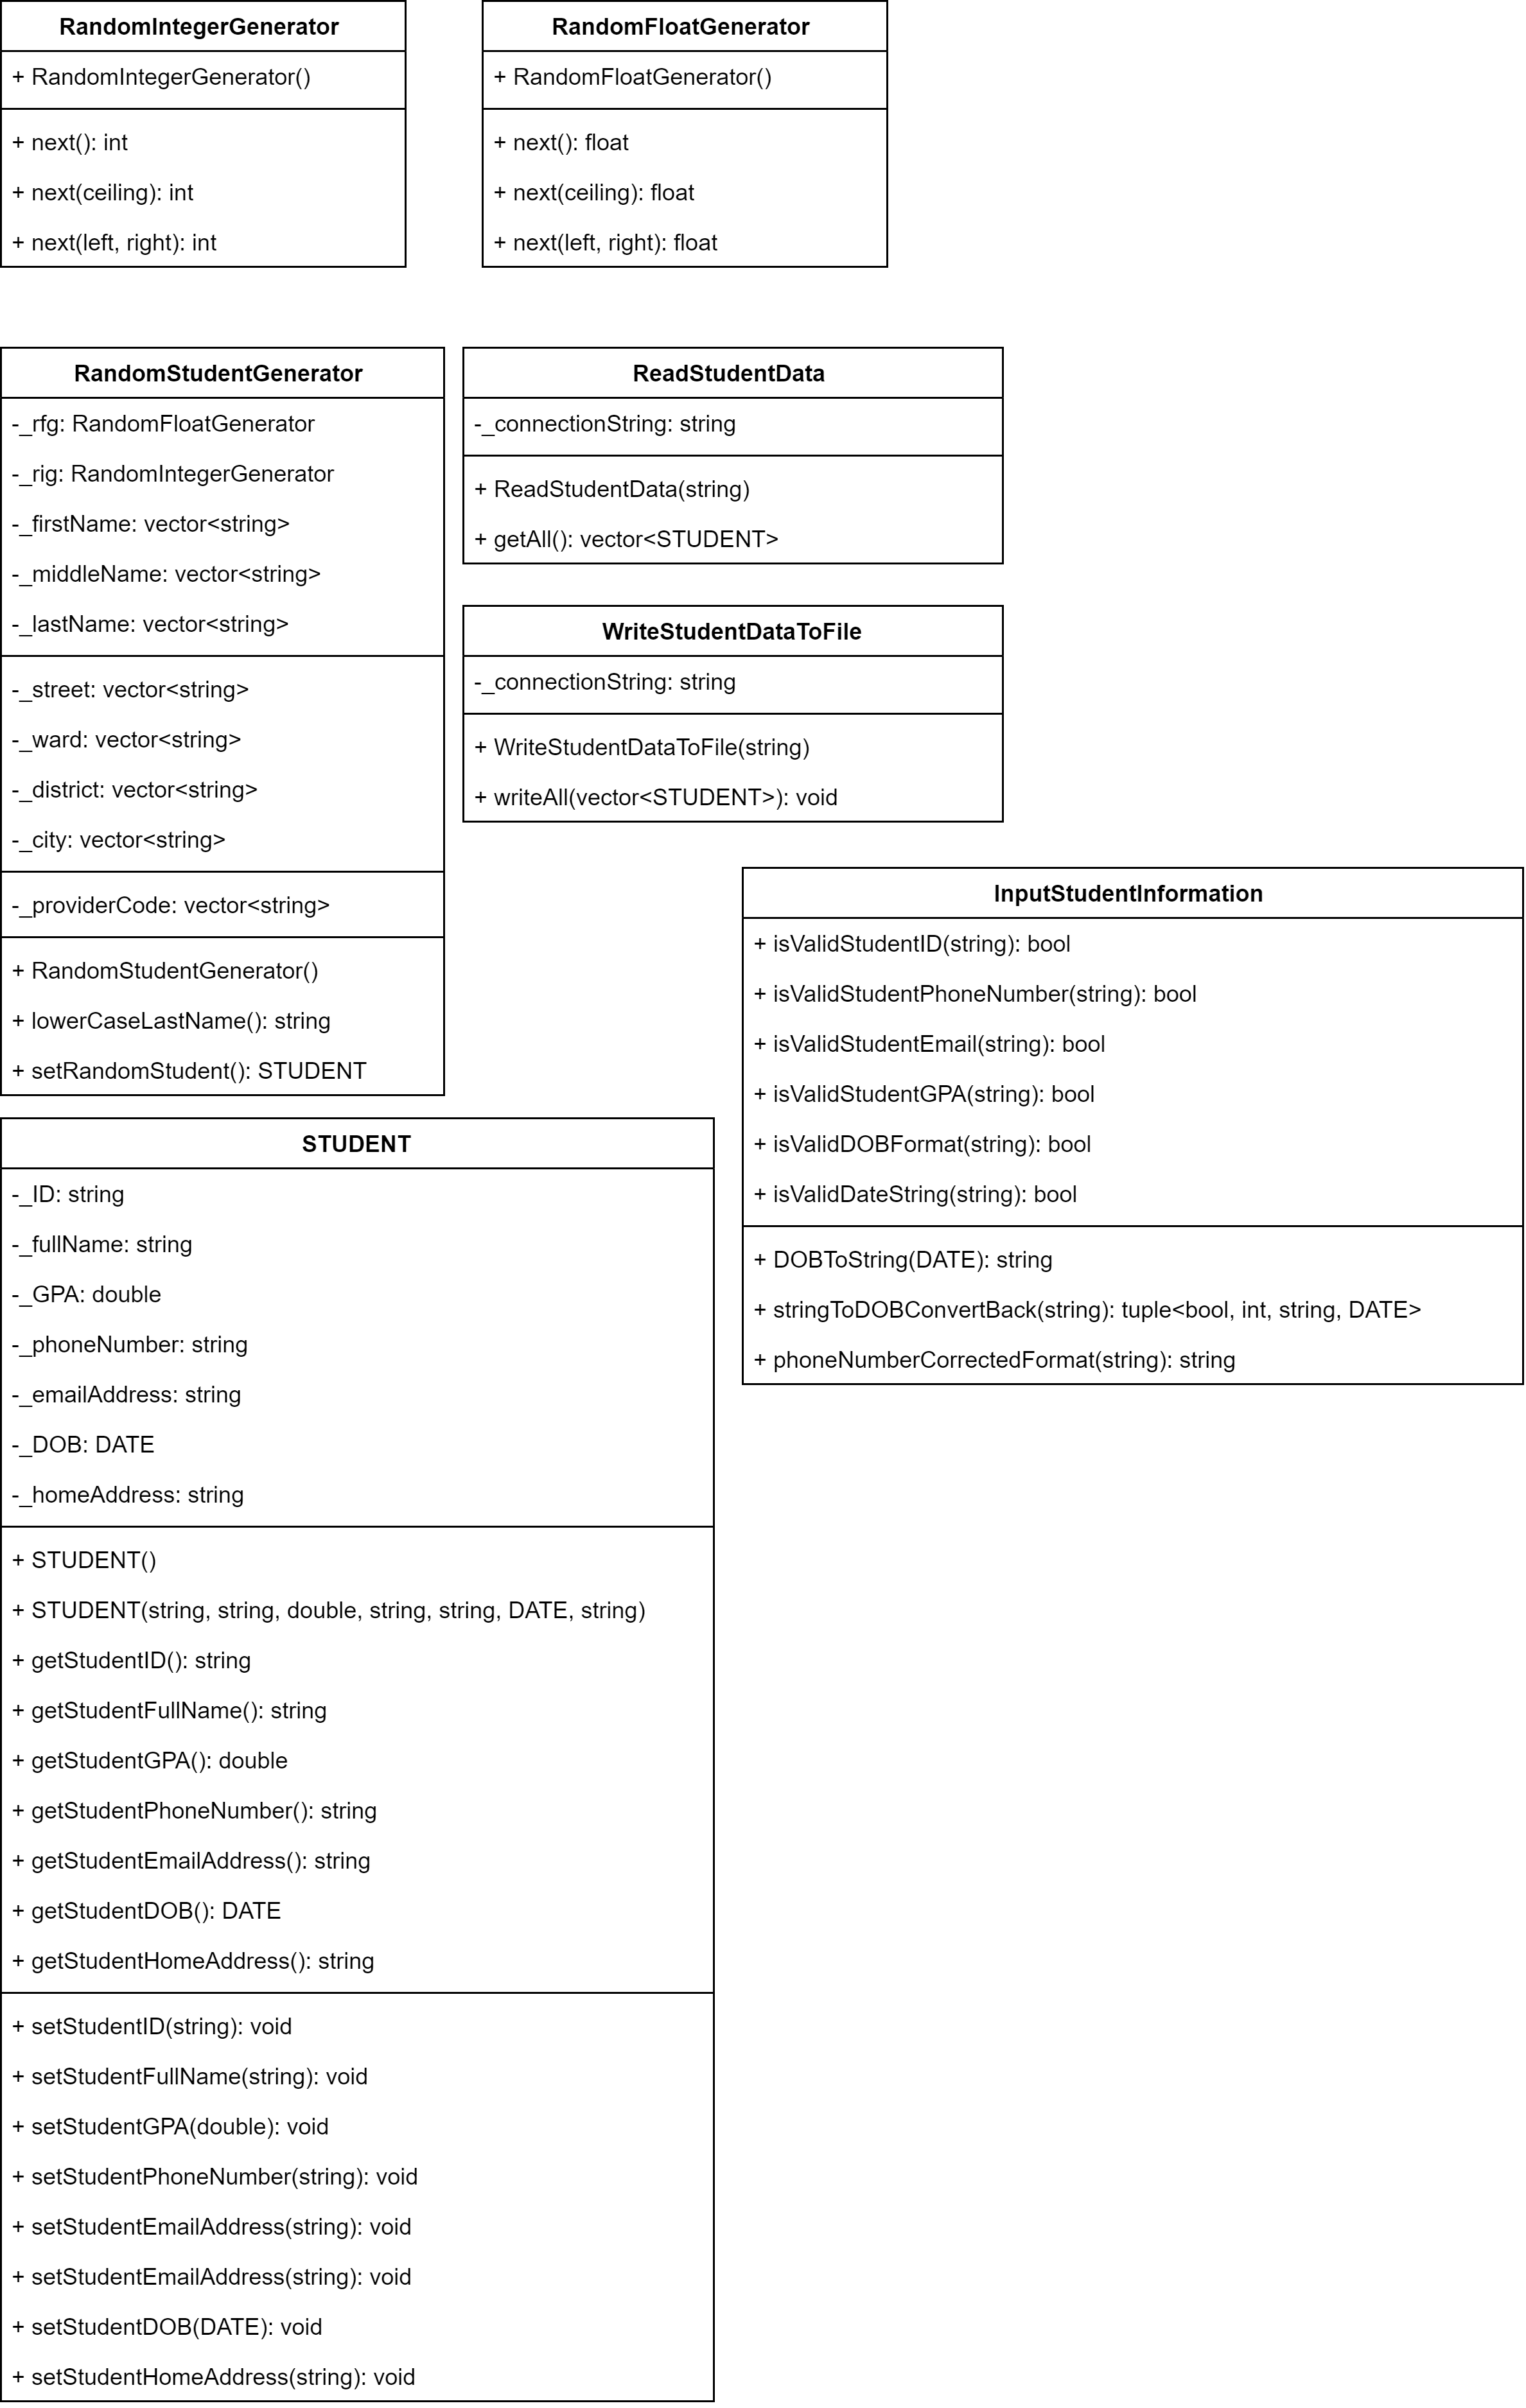 RandomIntegerGenerator
+ RandomIntegerGenerator()
+ next(): int
+ next(ceiling): int
+ next(left, right): int
RandomFloatGenerator
+ RandomFloatGenerator()
+ next(): float
+ next(ceiling): float
+ next(left, right): float
RandomStudentGenerator
-_rfg: RandomFloatGenerator
-_rig: RandomIntegerGenerator
-_firstName: vector<string>
-_middleName: vector<string>
-_lastName: vector<string>
-_street: vector<string>
-_ward: vector<string>
-_district: vector<string>
-_city: vector<string>
-_providerCode: vector<string>
+ RandomStudentGenerator()
+ lowerCaseLastName(): string
+ setRandomStudent(): STUDENT
ReadStudentData
-_connectionString: string
+ ReadStudentData(string)
+ getAll(): vector<STUDENT>
WriteStudentDataToFile
-_connectionString: string
+ WriteStudentDataToFile(string)
+ writeAll(vector<STUDENT>): void
InputStudentInformation
+ isValidStudentID(string): bool
+ isValidStudentPhoneNumber(string): bool
+ isValidStudentEmail(string): bool
+ isValidStudentGPA(string): bool
+ isValidDOBFormat(string): bool
+ isValidDateString(string): bool
+ DOBToString(DATE): string
+ stringToDOBConvertBack(string): tuple<bool, int, string, DATE>
+ phoneNumberCorrectedFormat(string): string
STUDENT
-_ID: string
-_fullName: string
-_GPA: double
-_phoneNumber: string
-_emailAddress: string
-_DOB: DATE
-_homeAddress: string
+ STUDENT()
+ STUDENT(string, string, double, string, string, DATE, string)
+ getStudentID(): string
+ getStudentFullName(): string
+ getStudentGPA(): double
+ getStudentPhoneNumber(): string
+ getStudentEmailAddress(): string
+ getStudentDOB(): DATE
+ getStudentHomeAddress(): string
+ setStudentID(string): void
+ setStudentFullName(string): void
+ setStudentGPA(double): void
+ setStudentPhoneNumber(string): void
+ setStudentEmailAddress(string): void
+ setStudentEmailAddress(string): void
+ setStudentDOB(DATE): void
+ setStudentHomeAddress(string): void